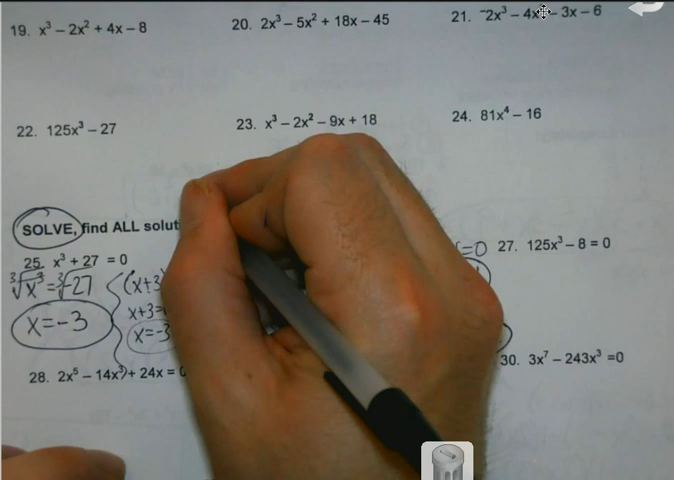 19. x³ – 2x² + 4x – 8
20. 2x³ – 5x² + 18x – 45
21. ⁻2x³ – 4x – 3x – 6
22. 125x³ – 27
23. x³ – 2x² – 9x + 18
24. 81x⁴ – 16
SOLVE, find ALL solut
25. x³ + 27 = 0
=0
27. 125x³ – 8 = 0
∛x³ = ∛-27
(x+3
x = -3
x+3=
x=-3
28. 2x⁵ – 14x³ + 24x = 0
30. 3x⁷ – 243x³ =0